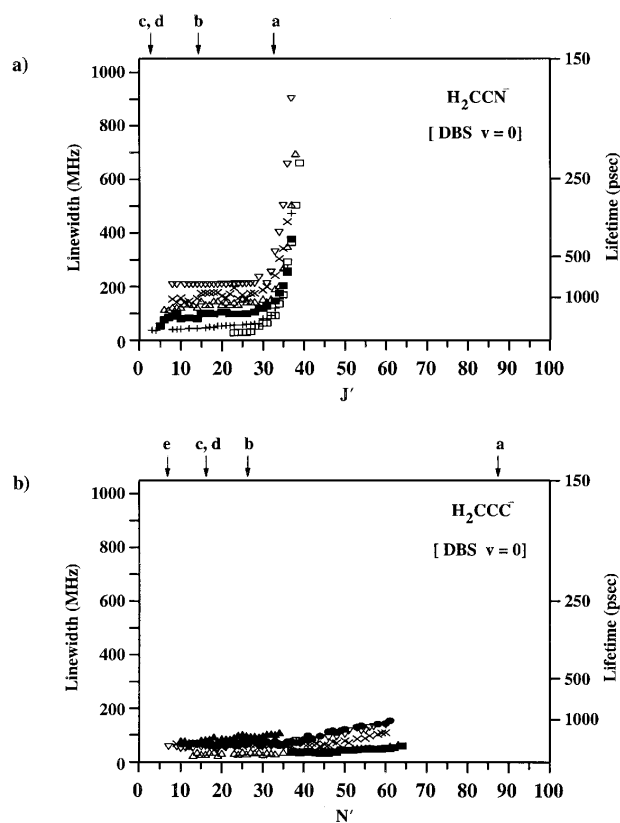 c, d b a
a)
1000
800
600
400
200
0
Linewidth (MHz)
150
250
500
1000
Lifetime (psec)
H₂CCN⁻
[ DBS v = 0]
0 10 20 30 40 50 60 70 80 90 100
J′
e c, d b a
b)
1000
800
600
400
200
0
Linewidth (MHz)
150
250
500
1000
Lifetime (psec)
H₂CCC⁻
[ DBS v = 0]
0 10 20 30 40 50 60 70 80 90 100
N′